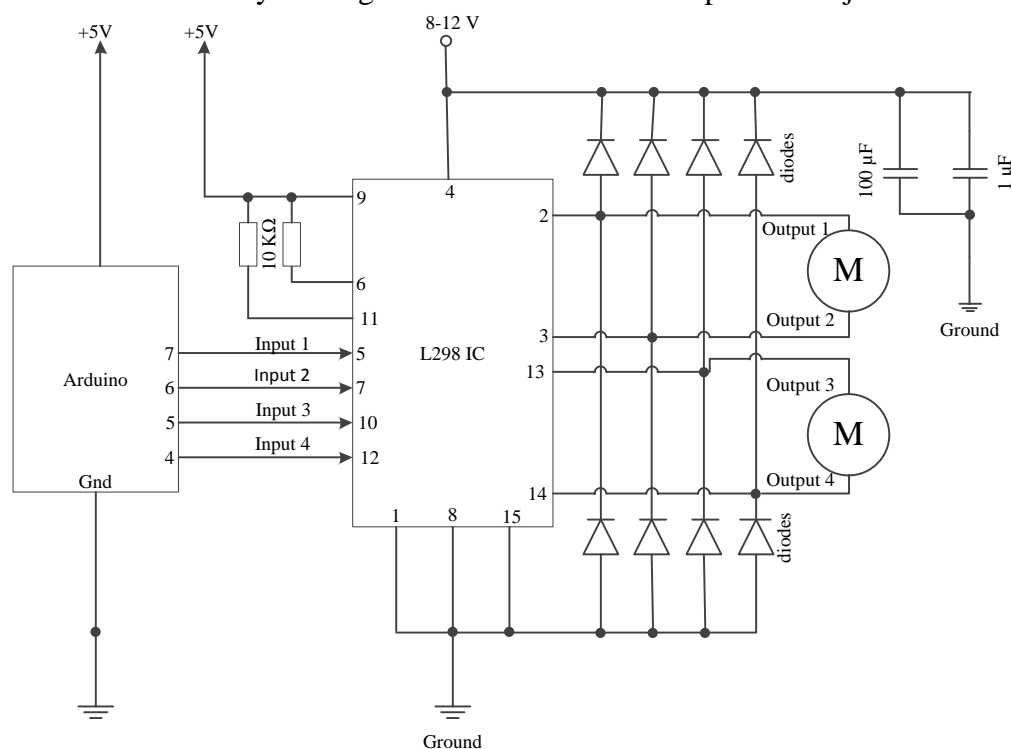 8-12 V
+5V
+5V
diodes
100 µF
1 µF
9
4
2
10 KΩ
Output 1
M
6
11
Output 2
Ground
3
L298 IC
7
Input 1
5
13
Arduino
6
Input 2
7
Output 3
5
Input 3
10
M
4
Input 4
12
Output 4
Gnd
14
1
8
15
diodes
Ground